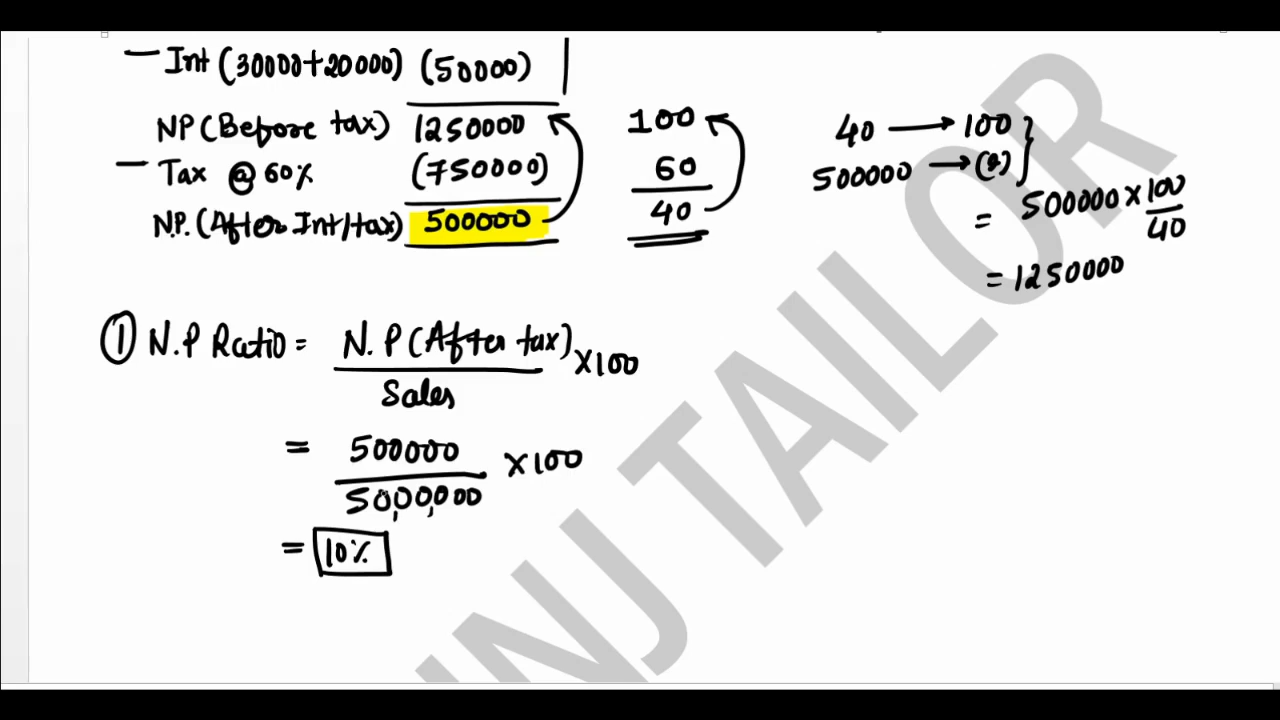 — Int (30000+20000) (50000)
NP (Before tax) 1250000
— Tax @ 60% (750000)
N.P. (After Int/tax) 500000
100
60
40
40 → 100
500000 → (?)
= 500000 × 100/40
= 1250000
① N.P Ratio = N.P (After tax)/Sales ×100
= 500000/50,00,000 ×100
= 10%
NJ TAILOR